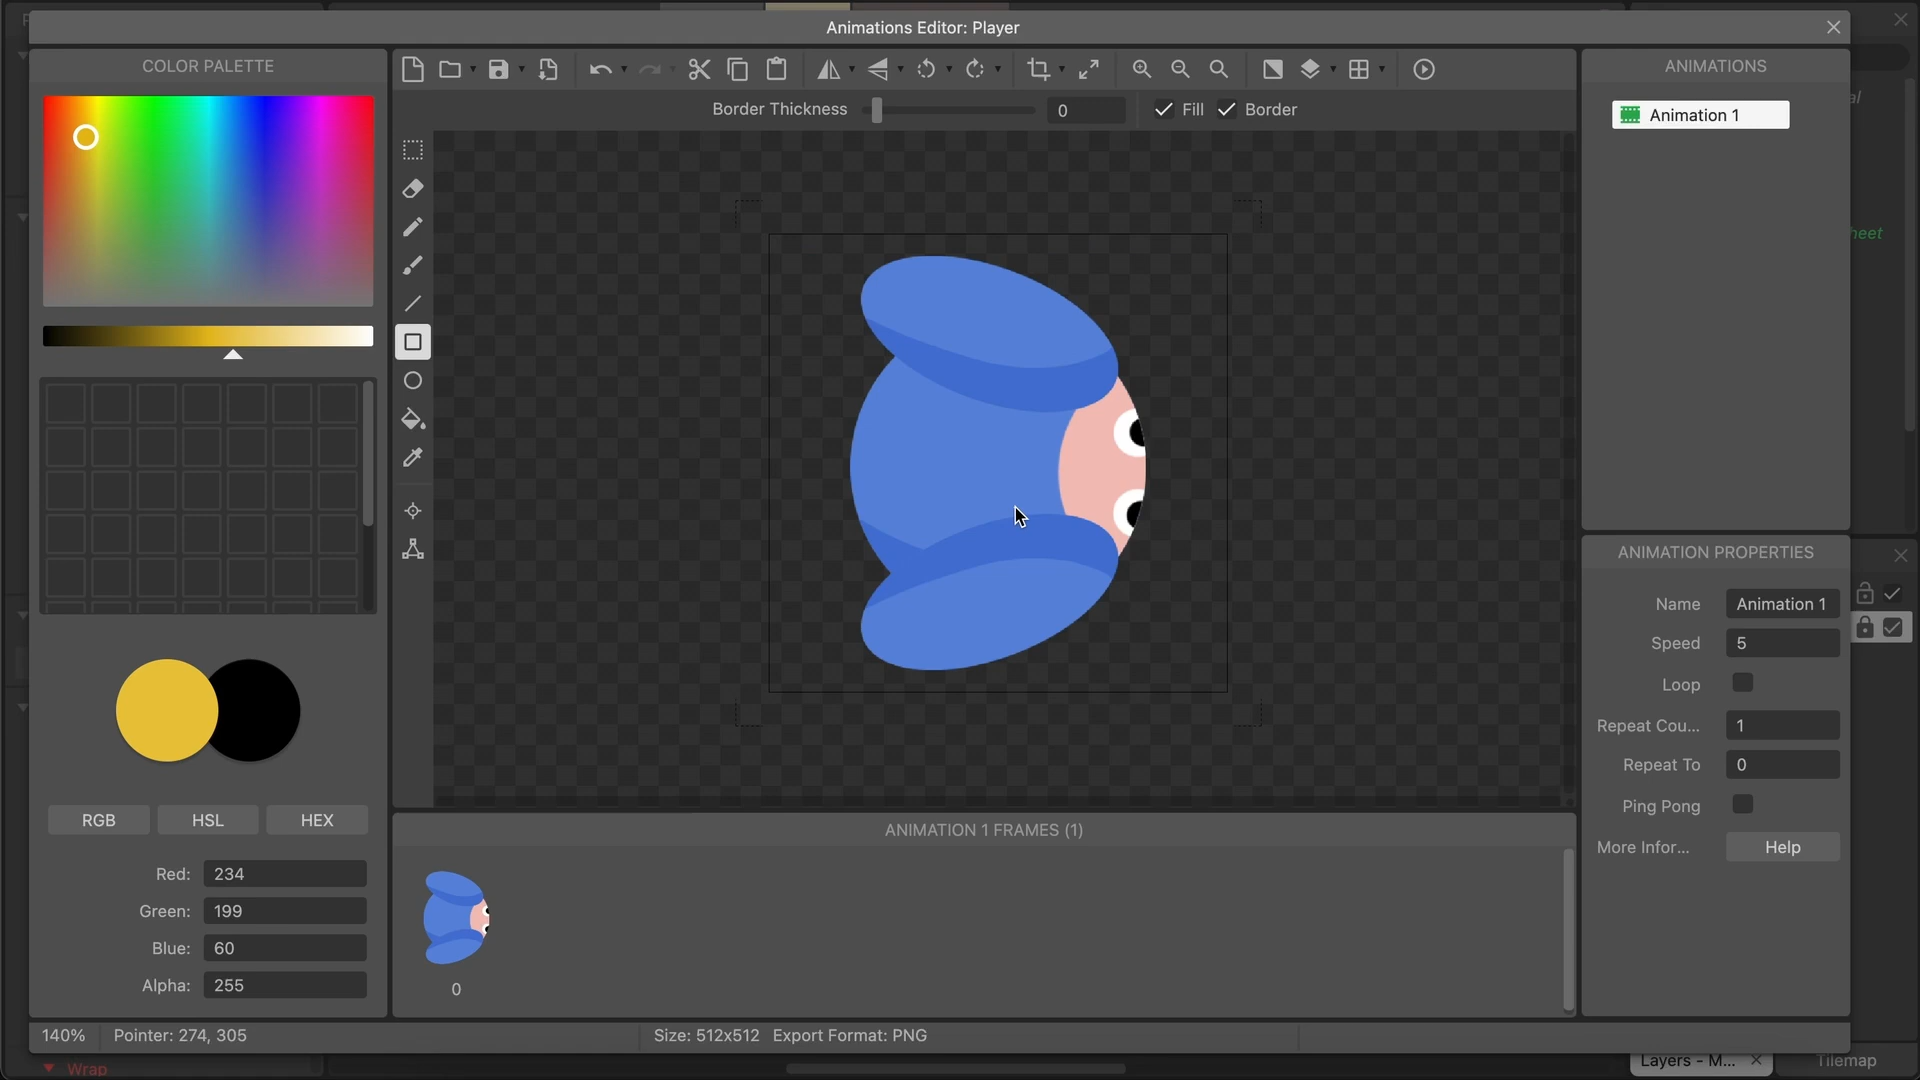 Animations Editor: Player
COLOR PALETTE
ANIMATIONS
Border Thickness 0 Fill Border
Animation 1
al
heet
ANIMATION PROPERTIES
Name Animation 1
Speed 5
Loop
Repeat Cou... 1
Repeat To 0
Ping Pong
More Infor... Help
RGB HSL HEX
Red: 234
Green: 199
Blue: 60
Alpha: 255
ANIMATION 1 FRAMES (1)
0
140% Pointer: 274, 305 Size: 512x512 Export Format: PNG
Wrap
Layers - M... Tilemap